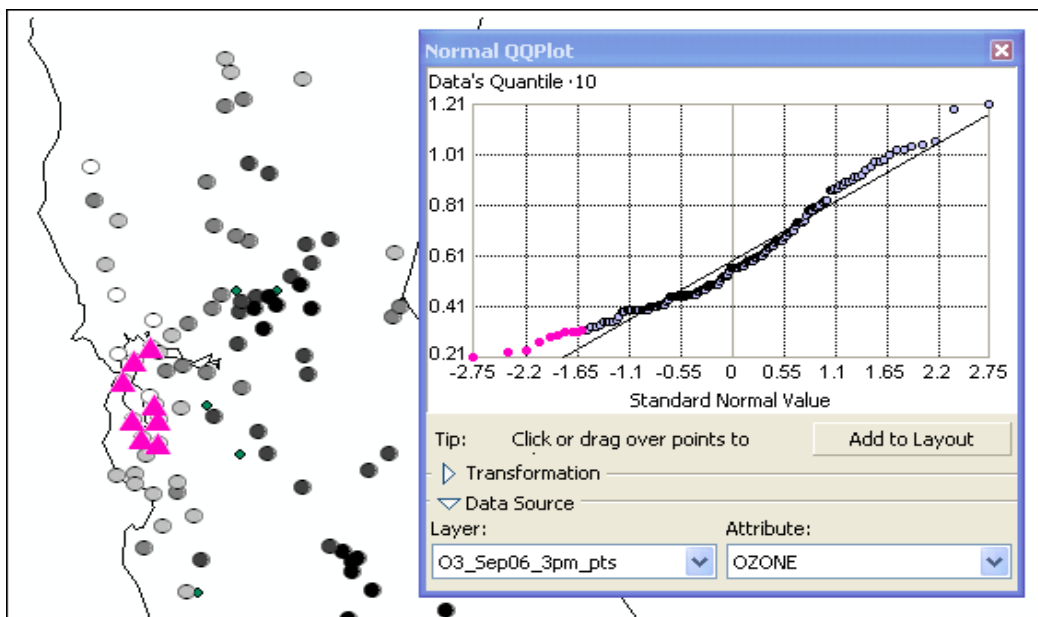 Normal QQPlot
Data's Quantile ·10
1.21
1.01
0.81
0.61
0.41
0.21
-2.75 -2.2 -1.65 -1.1 -0.55 0 0.55 1.1 1.65 2.2 2.75
Standard Normal Value
Tip: Click or drag over points to
Add to Layout
Transformation
Data Source
Layer: Attribute:
O3_Sep06_3pm_pts OZONE